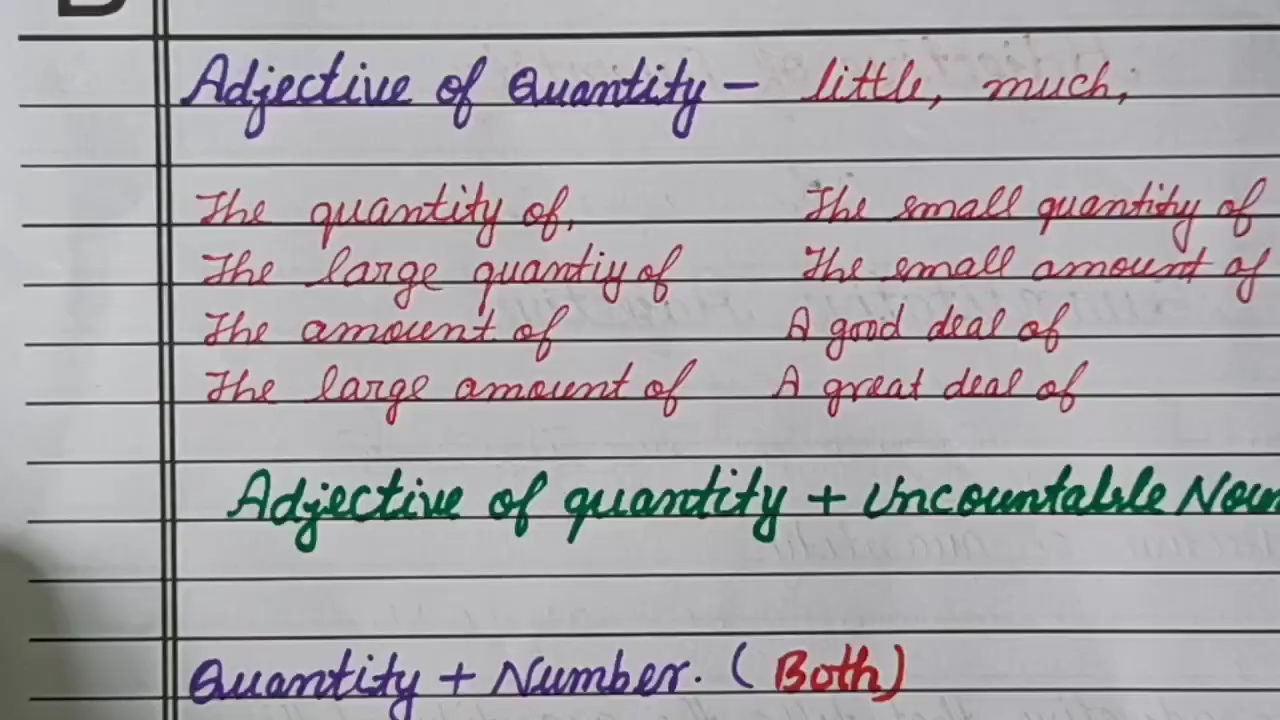 Adjective of Quantity – little, much,
The quantity of, The small quantity of
The large quantiy of The small amount of
The amount of A good deal of
The large amount of A great deal of
Adjective of quantity + Uncountable Noun
Quantity + Number. (Both)